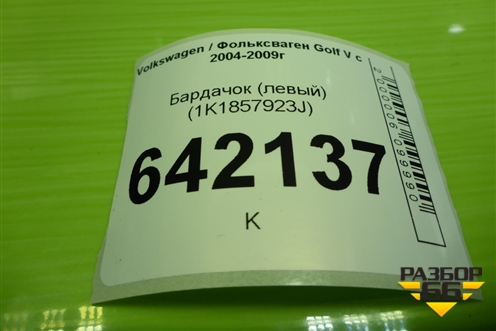 Volkswagen / Фольксваген Golf V с
2004-2009г
Бардачок (левый)
(1K1857923J)
642137
К
РАЗБОР
66